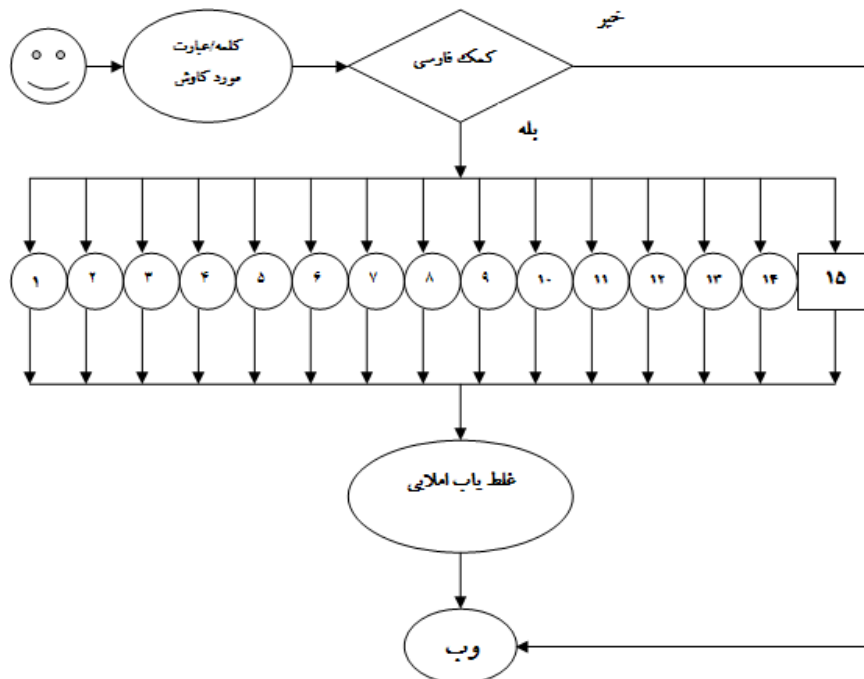 خیر
کلمه/عبارت
مورد کاوش
کمک فارسی
بله
۱
۲
۳
۴
۵
۶
۷
۸
۹
۱۰
۱۱
۱۲
۱۳
۱۴
۱۵
غلط یاب املایی
وب